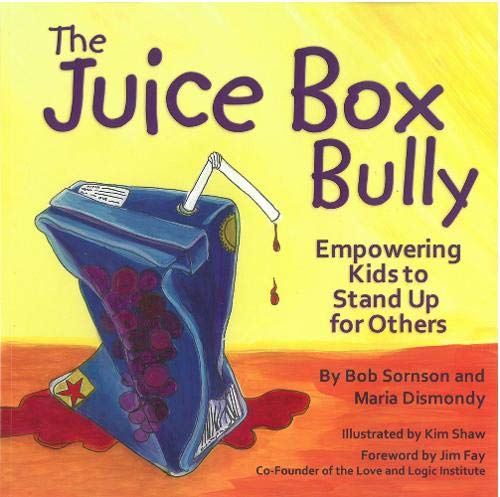 The
Juice Box
Bully
Empowering
Kids to
Stand Up
for Others
By Bob Sornson and
Maria Dismondy
Illustrated by Kim Shaw
Foreword by Jim Fay
Co-Founder of the Love and Logic Institute